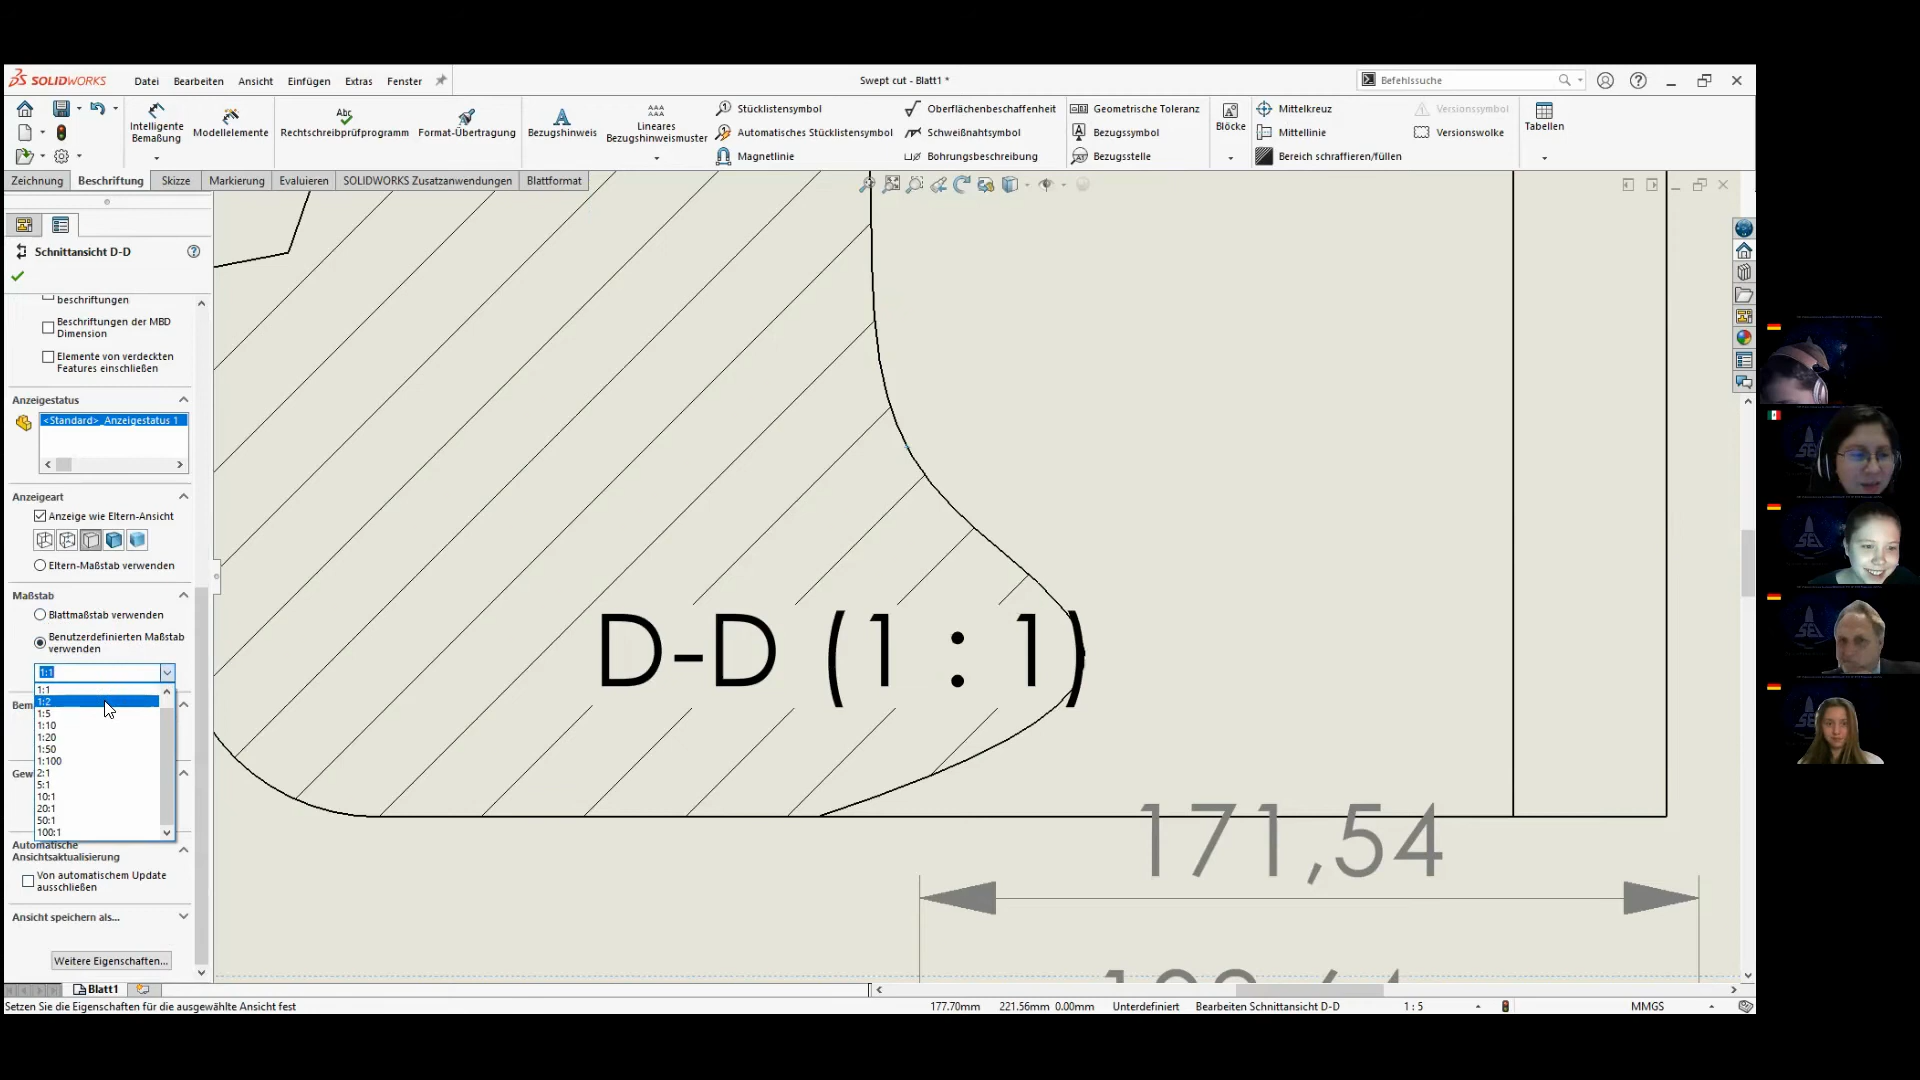 SOLIDWORKS
Datei
Bearbeiten
Ansicht
Einfügen
Extras
Fenster
Swept cut - Blatt1 *
Befehlssuche
Intelligente
Bemaßung
Modellelemente
Abc
Rechtschreibprüfprogramm
Format-Übertragung
Bezugshinweis
Lineares
Bezugshinweismuster
Stücklistensymbol
Automatisches Stücklistensymbol
Magnetlinie
Oberflächenbeschaffenheit
Schweißnahtsymbol
Bohrungsbeschreibung
Geometrische Toleranz
Bezugssymbol
Bezugsstelle
Blöcke
Mittelkreuz
Mittellinie
Bereich schraffieren/füllen
Versionssymbol
Versionswolke
Tabellen
Zeichnung
Beschriftung
Skizze
Markierung
Evaluieren
SOLIDWORKS Zusatzanwendungen
Blattformat
Schnittansicht D-D
beschriftungen
Beschriftungen der MBD
Dimension
Elemente von verdeckten
Features einschließen
Anzeigestatus
<Standard>_Anzeigestatus 1
Anzeigeart
Anzeige wie Eltern-Ansicht
Eltern-Maßstab verwenden
Maßstab
Blattmaßstab verwenden
Benutzerdefinierten Maßstab
verwenden
1:1
1:1
1:2
1:5
1:10
1:20
1:50
1:100
2:1
5:1
10:1
20:1
50:1
100:1
Bem
Gew
Automatische
Ansichtsaktualisierung
Von automatischem Update
ausschließen
Ansicht speichern als...
Weitere Eigenschaften...
D-D (1 : 1)
171,54
Blatt1
Setzen Sie die Eigenschaften für die ausgewählte Ansicht fest
177.70mm
221.56mm 0.00mm
Unterdefiniert
Bearbeiten Schnittansicht D-D
1 : 5
MMGS